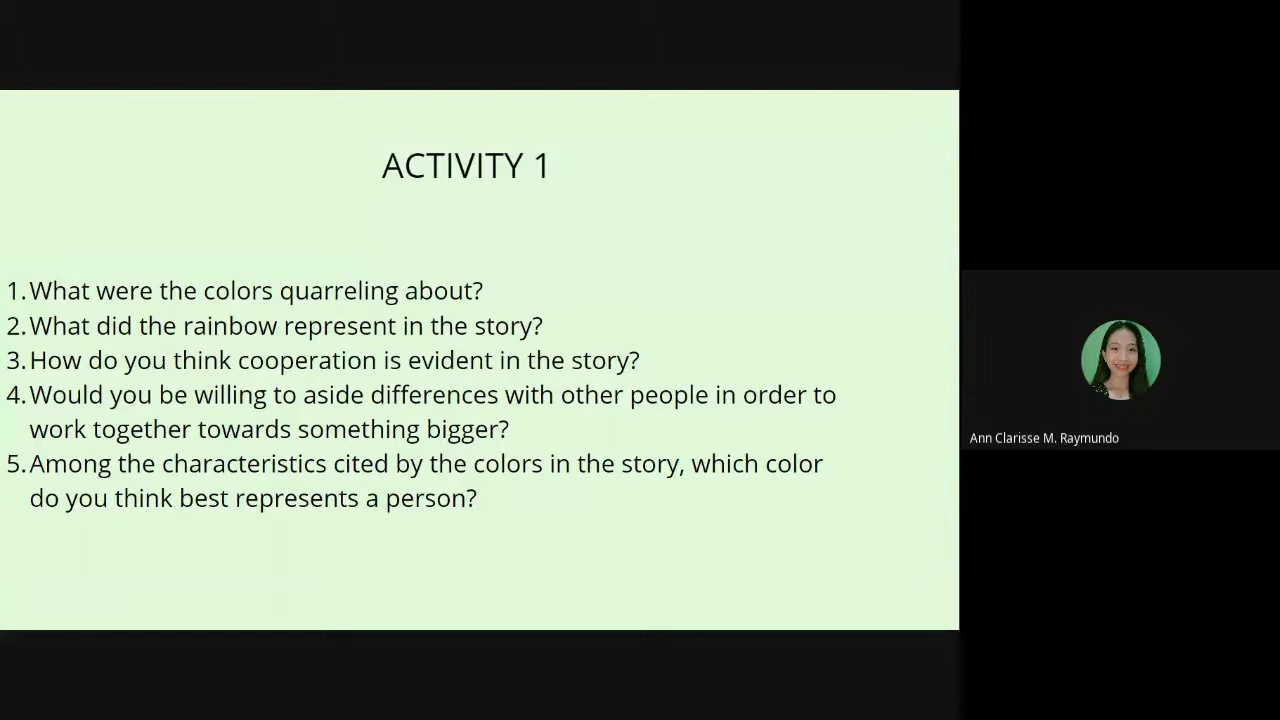 ACTIVITY 1
1. What were the colors quarreling about?
2. What did the rainbow represent in the story?
3. How do you think cooperation is evident in the story?
4. Would you be willing to aside differences with other people in order to
work together towards something bigger?
5. Among the characteristics cited by the colors in the story, which color
do you think best represents a person?
Ann Clarisse M. Raymundo